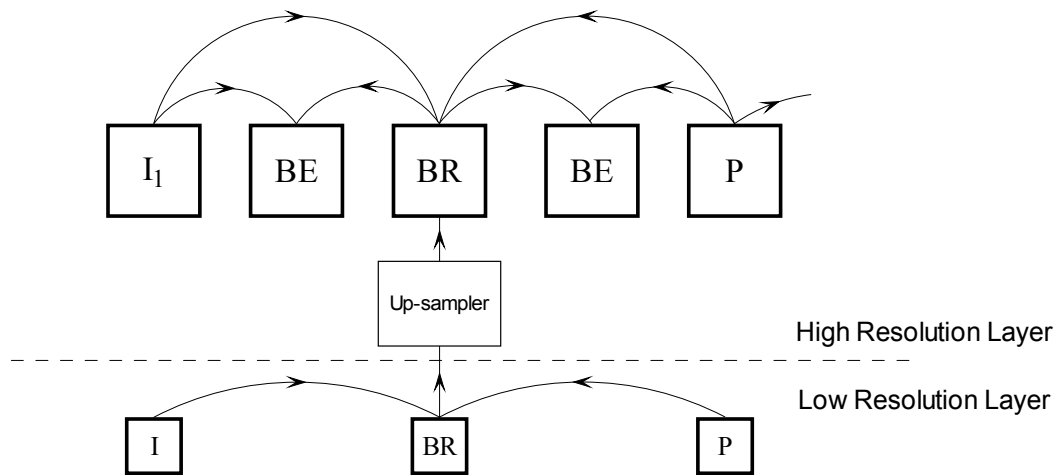 I₁ BE BR BE P
Up-sampler
High Resolution Layer
Low Resolution Layer
I BR P